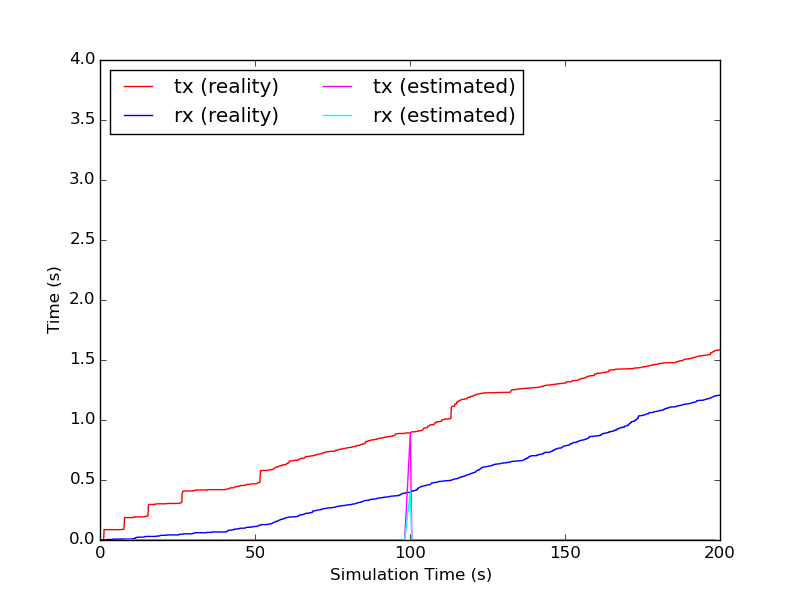 4.0
tx (reality) tx (estimated)
rx (reality) rx (estimated)
3.5
3.0
2.5
2.0
1.5
1.0
0.5
0.0
Time (s)
0 50 100 150 200
Simulation Time (s)